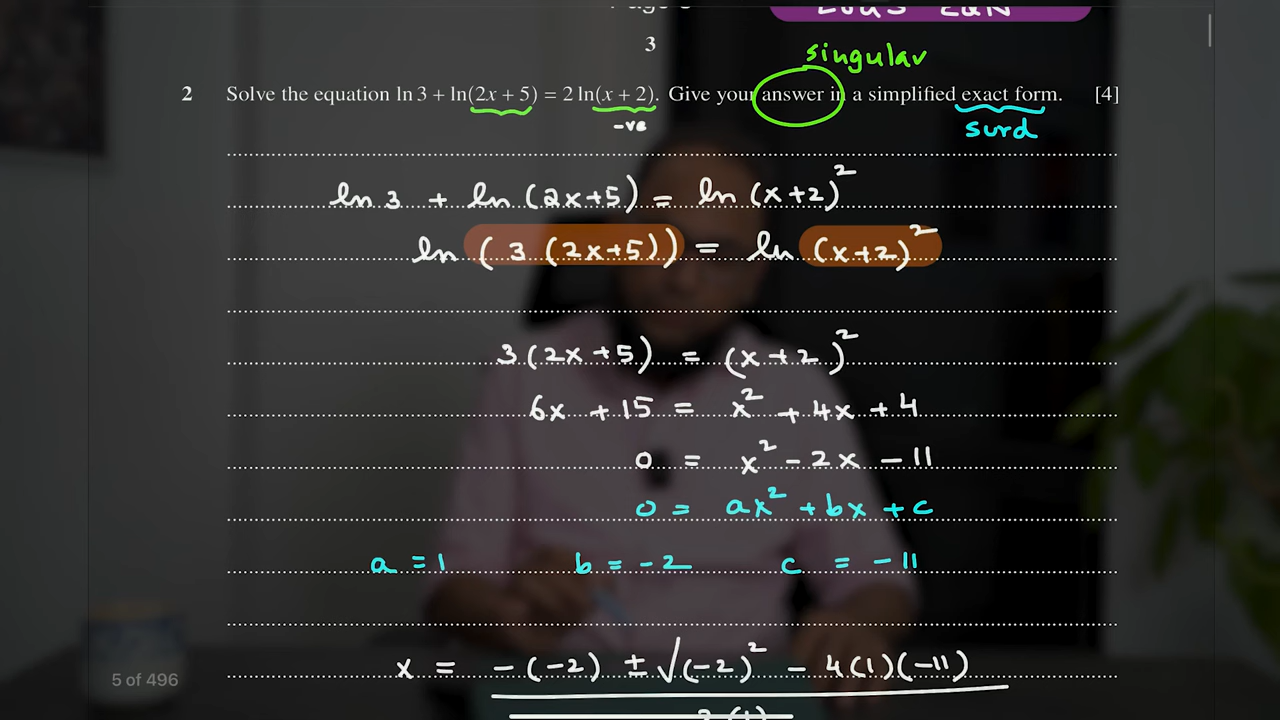 3
singular
2 Solve the equation ln 3 + ln(2x + 5) = 2 ln(x + 2). Give your answer in a simplified exact form. [4]
-ve
surd
ln 3 + ln (2x+5) = ln (x+2)²
ln (3 (2x+5)) = ln (x+2)²
3(2x+5) = (x+2)²
6x + 15 = x² + 4x + 4
0 = x² - 2x - 11
0 = ax² + bx + c
a = 1 b = -2 c = -11
x = -(-2) ± √(-2)² - 4(1)(-11)
5 of 496